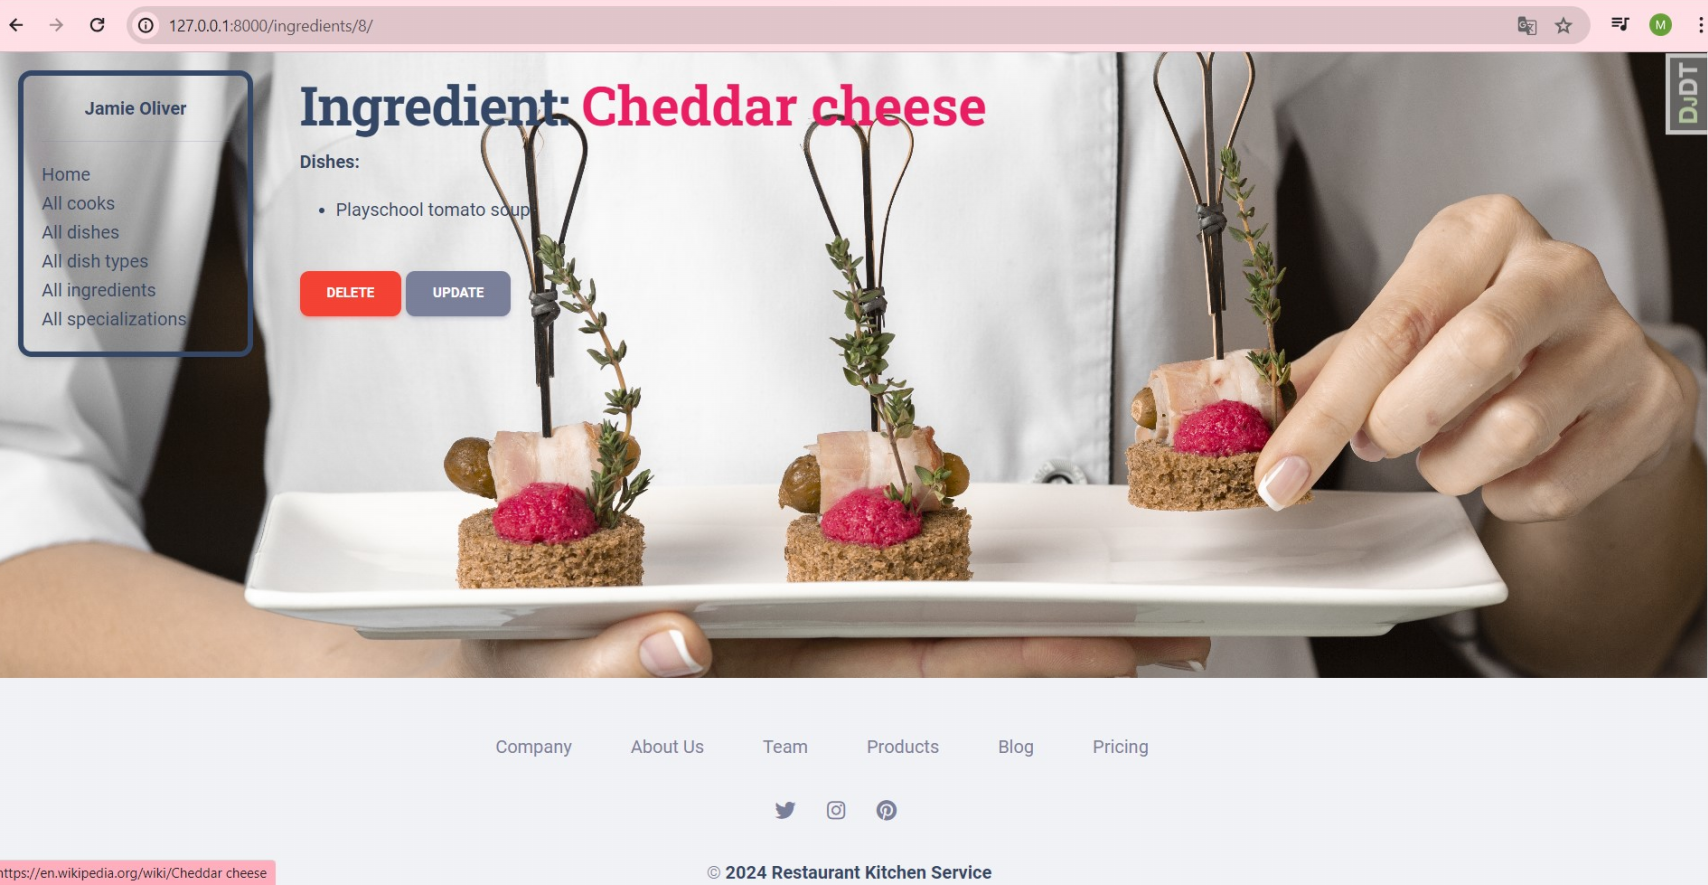 127.0.0.1:8000/ingredients/8/
M
DJDT
Jamie Oliver
Home
All cooks
All dishes
All dish types
All ingredients
All specializations
Ingredient: Cheddar cheese
Dishes:
• Playschool tomato soup
DELETE UPDATE
Company About Us Team Products Blog Pricing
© 2024 Restaurant Kitchen Service
https://en.wikipedia.org/wiki/Cheddar cheese